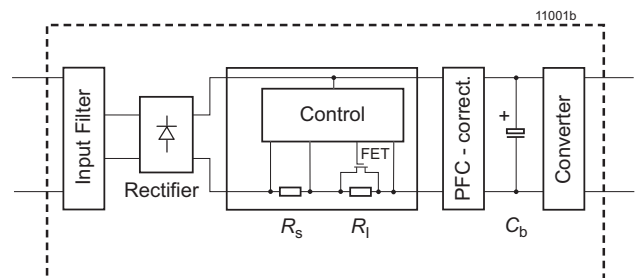 11001b
Input Filter
Rectifier
Control
FET
Rs
Rl
PFC - correct.
+
Cb
Converter